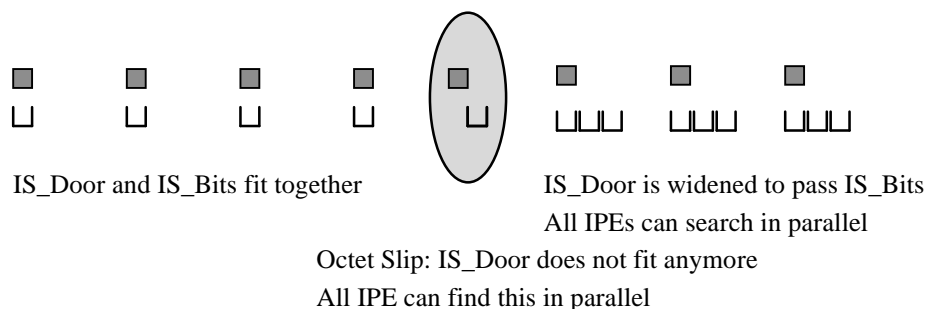 IS_Door and IS_Bits fit together
IS_Door is widened to pass IS_Bits
All IPEs can search in parallel
Octet Slip: IS_Door does not fit anymore
All IPE can find this in parallel